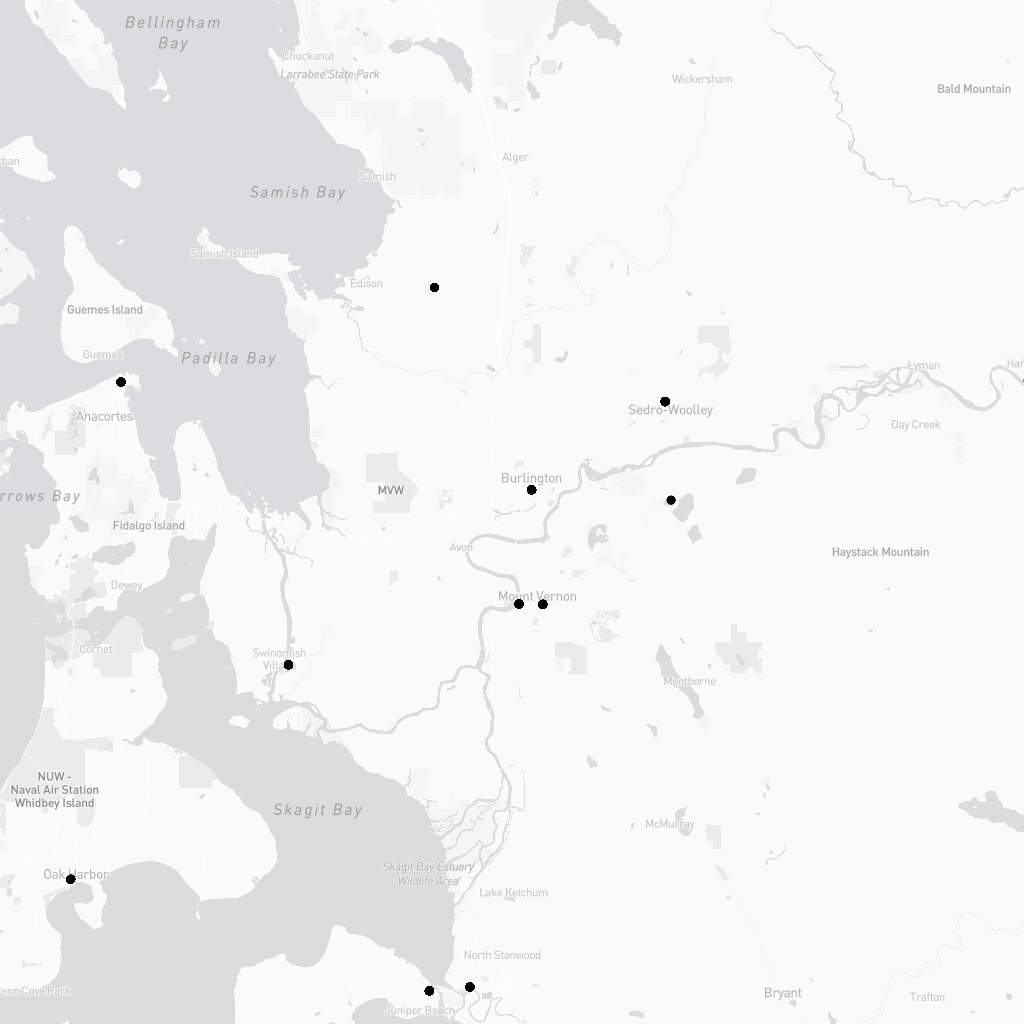 Bellingham
Bay
Chuckanut
Larrabee State Park
Wickersham
Bald Mountain
Alger
Samish
Samish Bay
Samish Island
Edison
Guemes Island
Guemes
Padilla Bay
Lyman
Anacortes
Sedro-Woolley
Day Creek
Burlington
MVW
Fidalgo Island
Avon
Haystack Mountain
Dewey
Mount Vernon
Cornet
Swinomish
Village
Montborne
NUW -
Naval Air Station
Whidbey Island
Skagit Bay
McMurray
Oak Harbor
Skagit Bay Estuary
Wildlife Area
Lake Ketchum
North Stanwood
Penn Cove Park
Juniper Beach
Bryant
Trafton